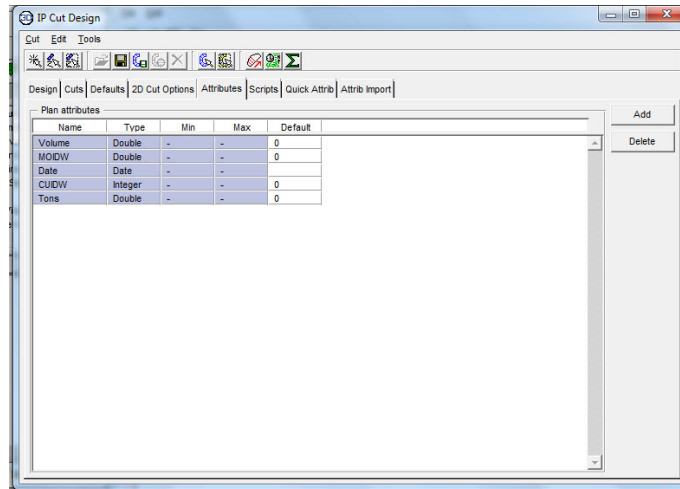 IP Cut Design
Cut Edit Tools
Design Cuts Defaults 2D Cut Options Attributes Scripts Quick Attrib Attrib Import
Plan attributes
Add
Name Type Min Max Default
Volume Double - - 0
Delete
MOIDW Double - - 0
Date Date - -
CUIDW Integer - - 0
Tons Double - - 0